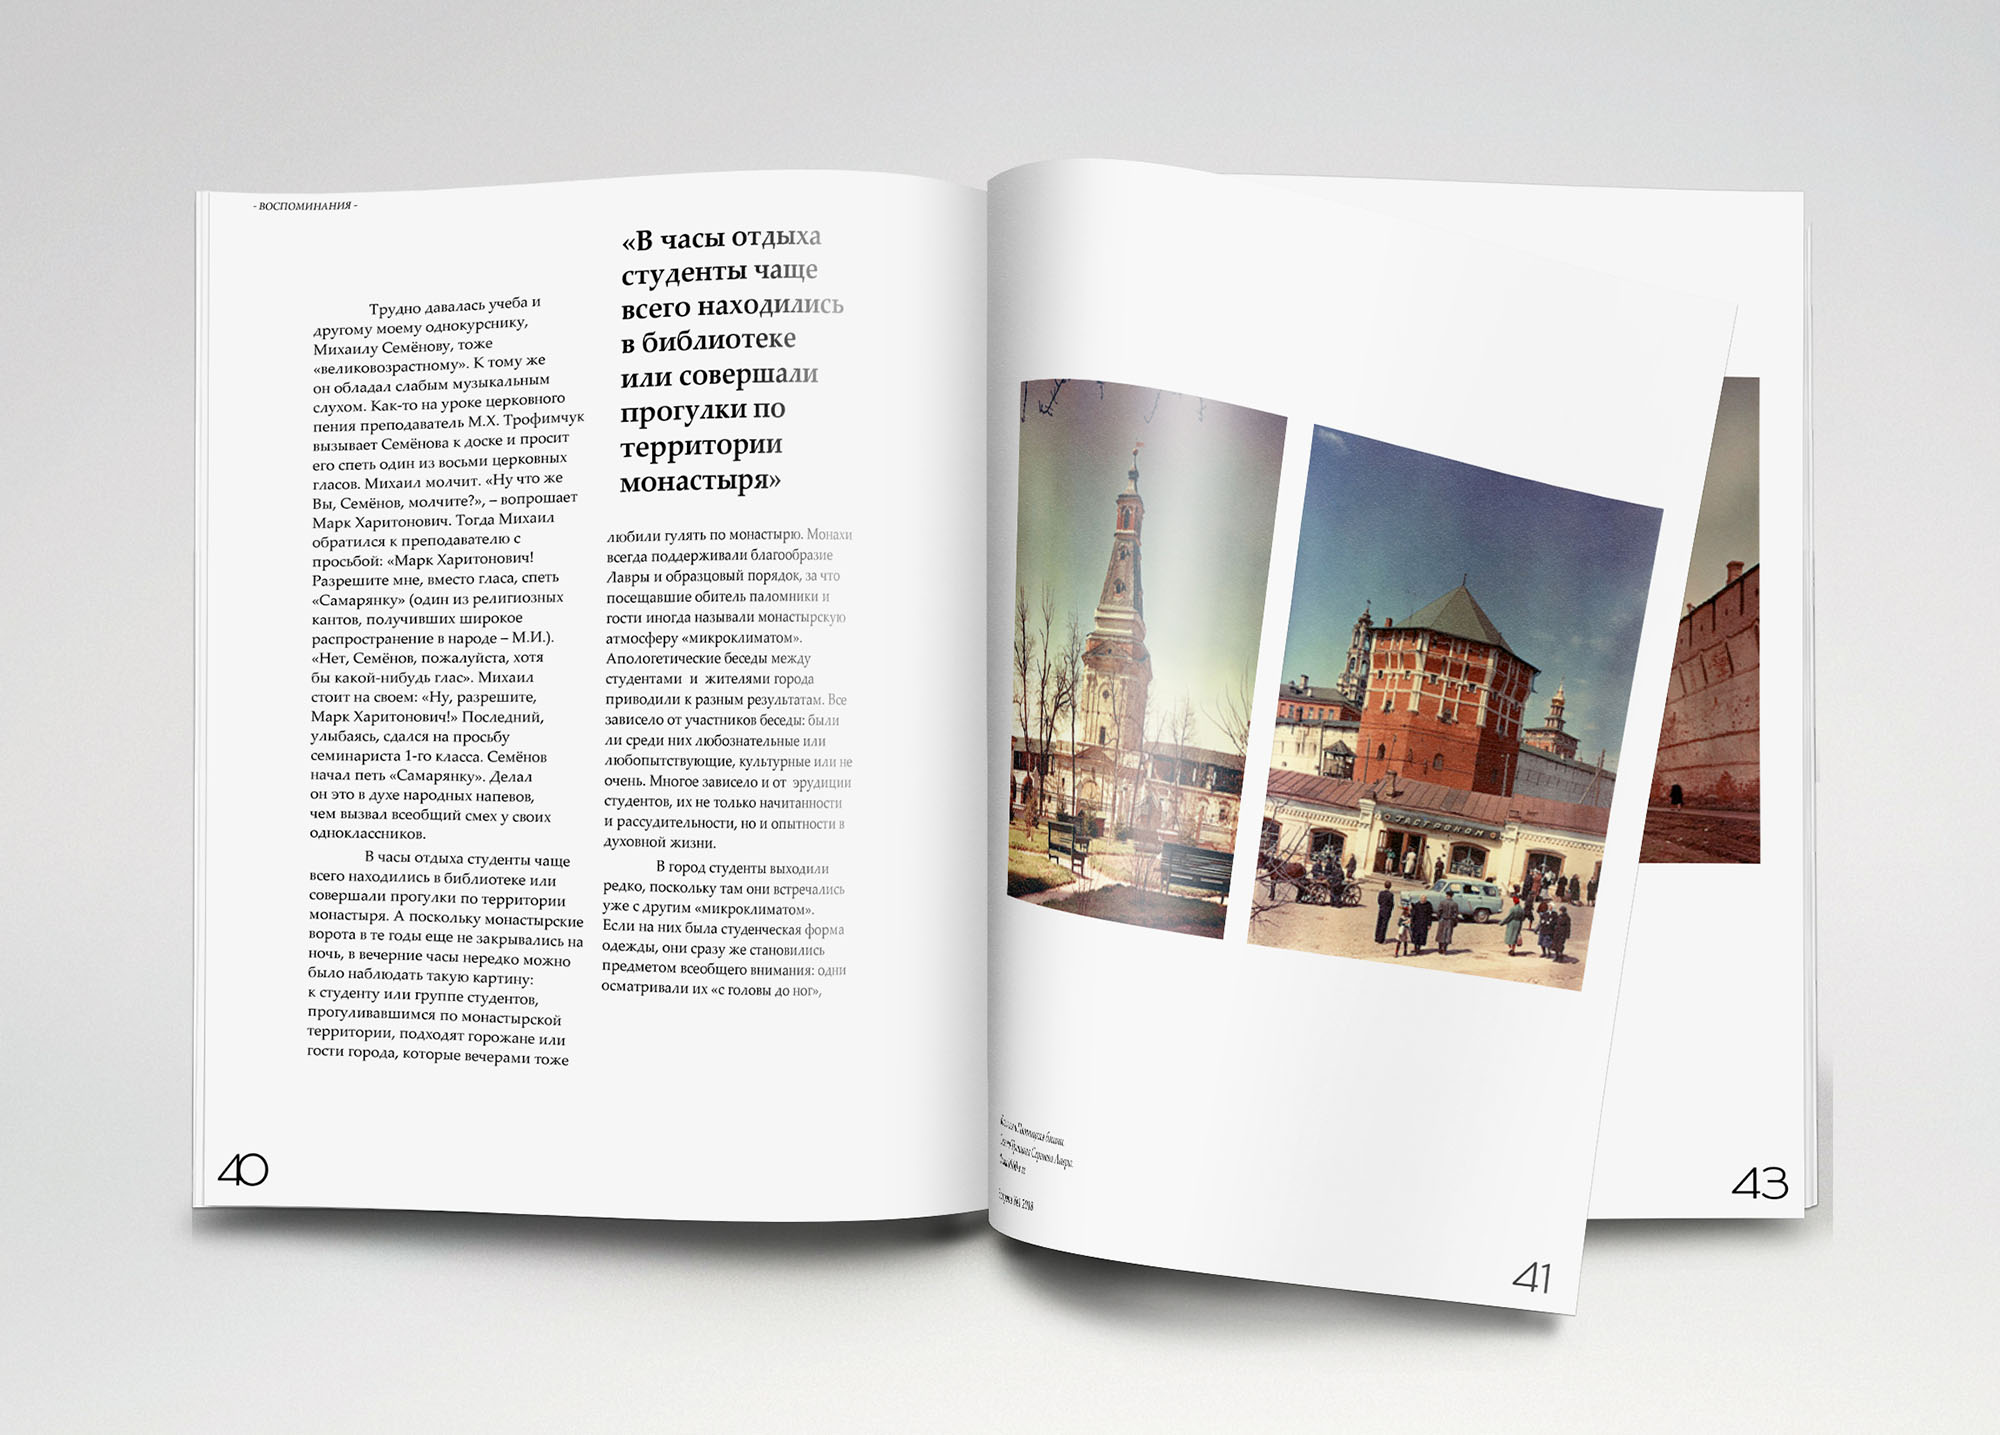 - ВОСПОМИНАНИЯ -
Трудно давалась учеба и
другому моему однокурснику,
Михаилу Семёнову, тоже
«великовозрастному». К тому же
он обладал слабым музыкальным
слухом. Как-то на уроке церковного
пения преподаватель М.Х. Трофимчук
вызывает Семёнова к доске и просит
его спеть один из восьми церковных
гласов. Михаил молчит. «Ну что же
Вы, Семёнов, молчите?», – вопрошает
Марк Харитонович. Тогда Михаил
обратился к преподавателю с
просьбой: «Марк Харитонович!
Разрешите мне, вместо гласа, спеть
«Самарянку» (один из религиозных
кантов, получивших широкое
распространение в народе – М.И.).
«Нет, Семёнов, пожалуйста, хотя
бы какой-нибудь глас». Михаил
стоит на своем: «Ну, разрешите,
Марк Харитонович!» Последний,
улыбаясь, сдался на просьбу
семинариста 1-го класса. Семёнов
начал петь «Самарянку». Делал
он это в духе народных напевов,
чем вызвал всеобщий смех у своих
одноклассников.
В часы отдыха студенты чаще
всего находились в библиотеке или
совершали прогулки по территории
монастыря. А поскольку монастырские
ворота в те годы еще не закрывались на
ночь, в вечерние часы нередко можно
было наблюдать такую картину:
к студенту или группе студентов,
прогуливавшимся по монастырской
территории, подходят горожане или
гости города, которые вечерами тоже
«В часы отдыха
студенты чаще
всего находились
в библиотеке
или совершали
прогулки по
территории
монастыря»
любили гулять по монастырю. Монахи
всегда поддерживали благообразие
Лавры и образцовый порядок, за что
посещавшие обитель паломники и
гости иногда называли монастырскую
атмосферу «микроклиматом».
Апологетические беседы между
студентами и жителями города
приводили к разным результатам. Все
зависело от участников беседы: были
ли среди них любознательные или
любопытствующие, культурные или не
очень. Многое зависело и от эрудиции
студентов, их не только начитанности
и рассудительности, но и опытности в
духовной жизни.
В город студенты выходили
редко, поскольку там они встречались
уже с другим «микроклиматом».
Если на них была студенческая форма
одежды, они сразу же становились
предметом всеобщего внимания: одни
осматривали их «с головы до ног»,
40
ГАСТРОНОМ
Пятницкая башня.
Сергиева Лавра.
№1 2018
41
43